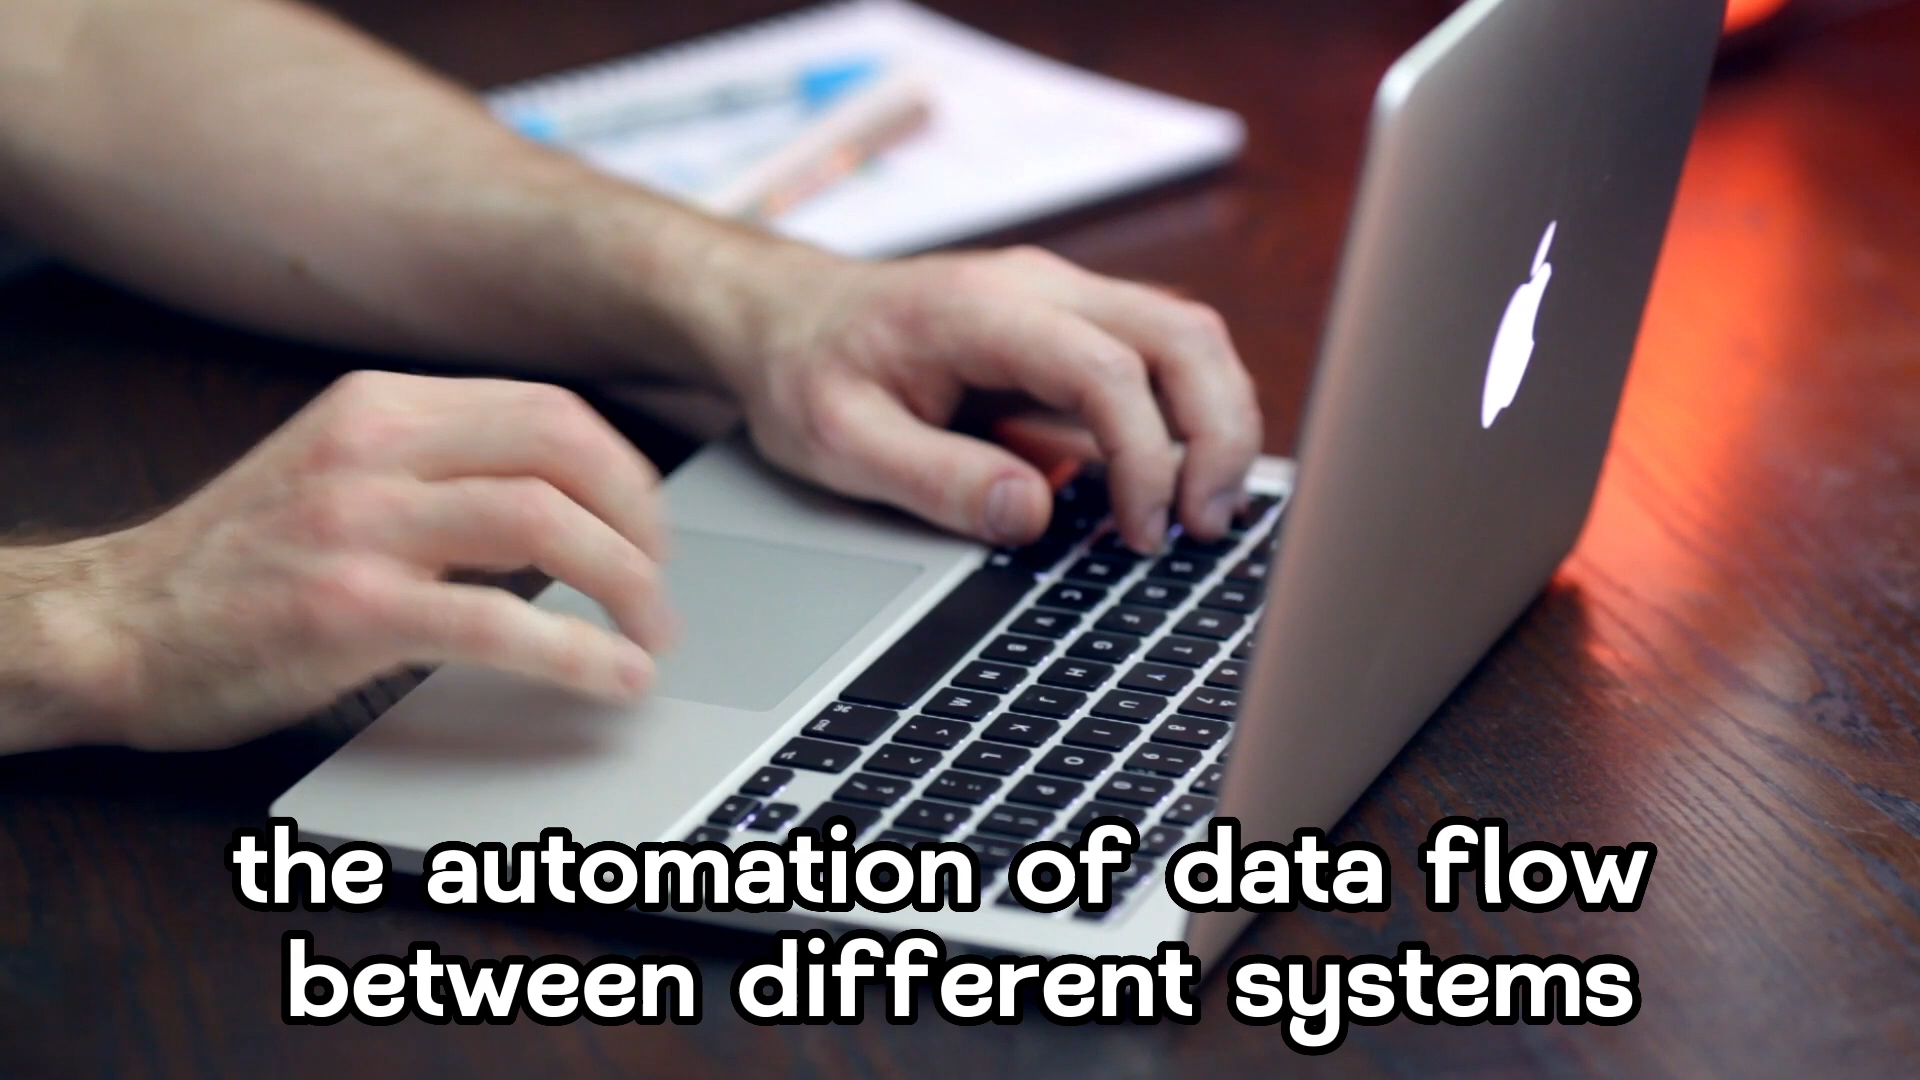 the automation of data flow
between different systems